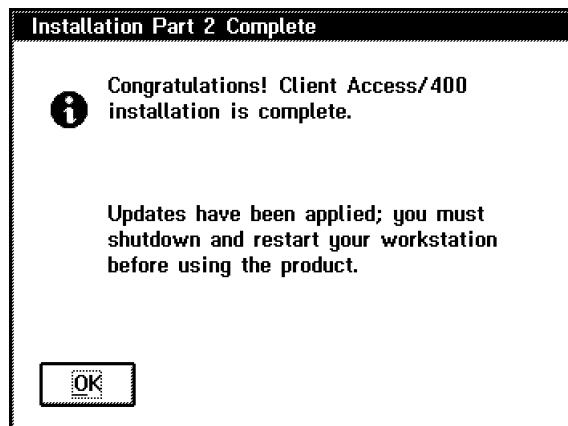 Installation Part 2 Complete
Congratulations! Client Access/400
installation is complete.
Updates have been applied; you must
shutdown and restart your workstation
before using the product.
OK